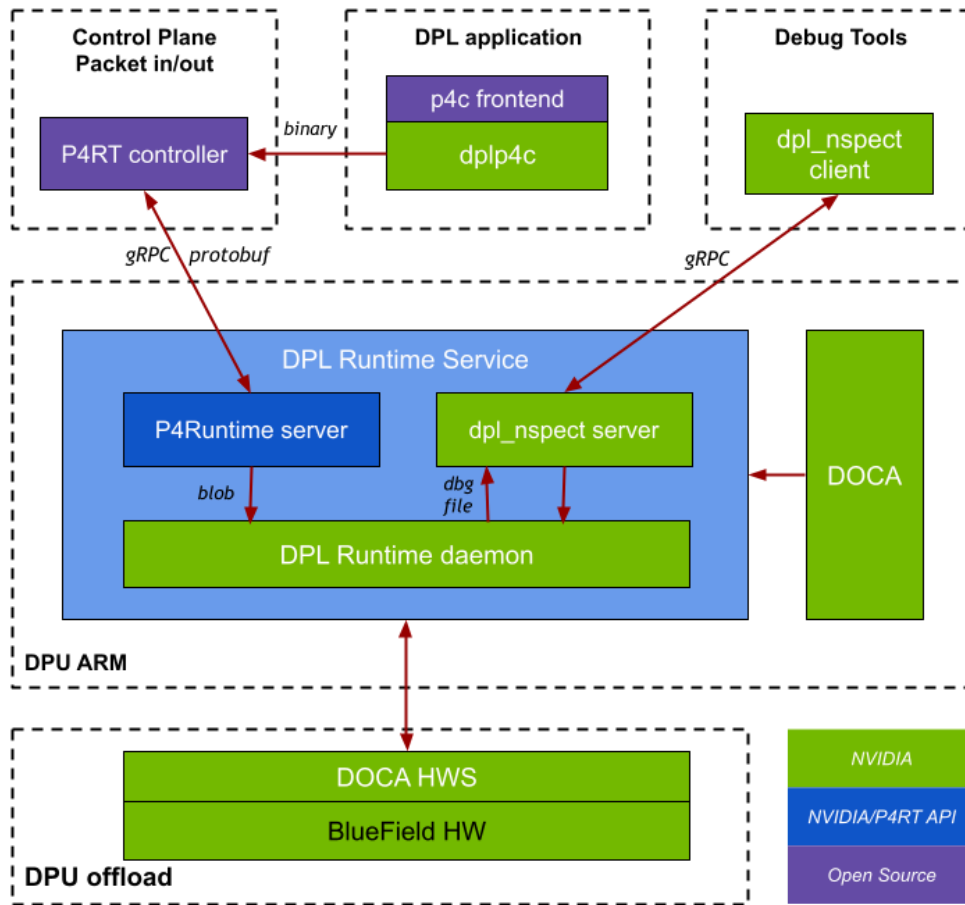 Control Plane
Packet in/out
DPL application
Debug Tools
p4c frontend
P4RT controller
binary
dplp4c
dpl_nspect
client
gRPC
protobuf
gRPC
DPL Runtime Service
P4Runtime server
dpl_nspect server
DOCA
blob
dbg
file
DPL Runtime daemon
DPU ARM
DOCA HWS
BlueField HW
DPU offload
NVIDIA
NVIDIA/P4RT API
Open Source